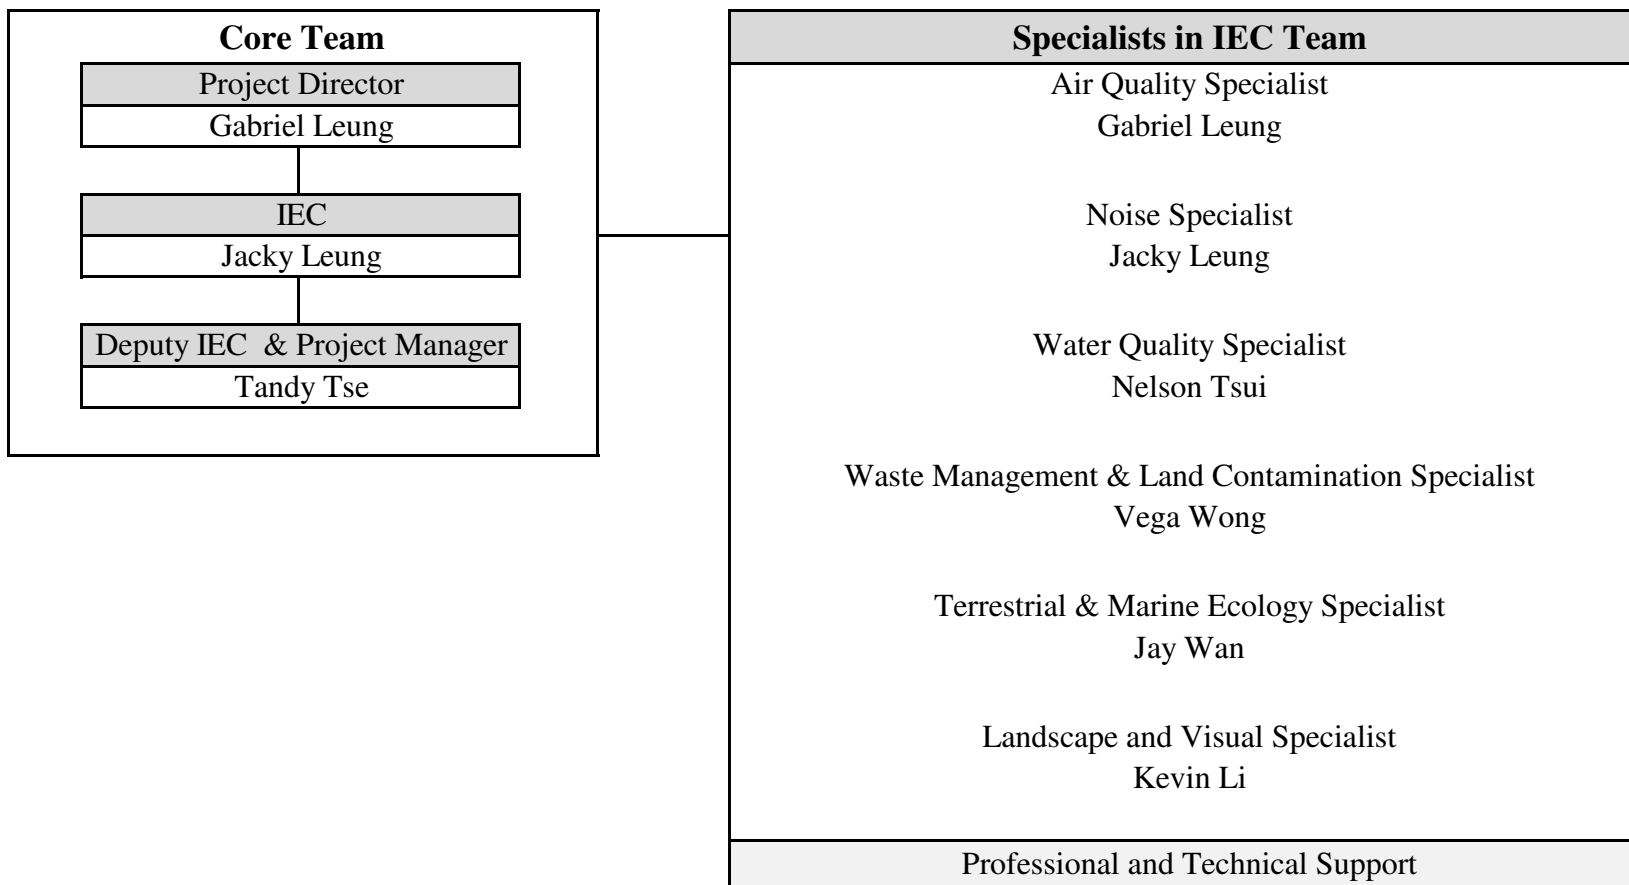 Core Team
Project Director
Gabriel Leung
IEC
Jacky Leung
Deputy IEC & Project Manager
Tandy Tse
Specialists in IEC Team
Air Quality Specialist
Gabriel Leung
Noise Specialist
Jacky Leung
Water Quality Specialist
Nelson Tsui
Waste Management & Land Contamination Specialist
Vega Wong
Terrestrial & Marine Ecology Specialist
Jay Wan
Landscape and Visual Specialist
Kevin Li
Professional and Technical Support